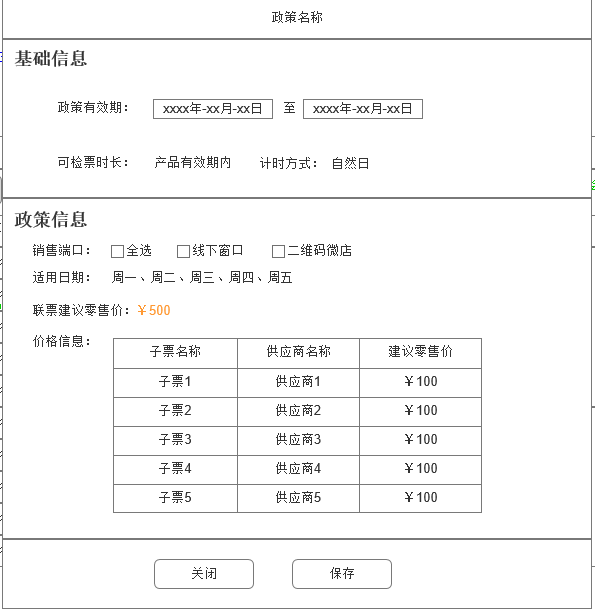 政策名称
基础信息
政策有效期： xxxx年-xx月-xx日 至 xxxx年-xx月-xx日
可检票时长： 产品有效期内 计时方式： 自然日
政策信息
销售端口： 全选 线下窗口 二维码微店
适用日期： 周一、周二、周三、周四、周五
联票建议零售价：￥500
价格信息：
子票名称 供应商名称 建议零售价
子票1 供应商1 ￥100
子票2 供应商2 ￥100
子票3 供应商3 ￥100
子票4 供应商4 ￥100
子票5 供应商5 ￥100
关闭 保存